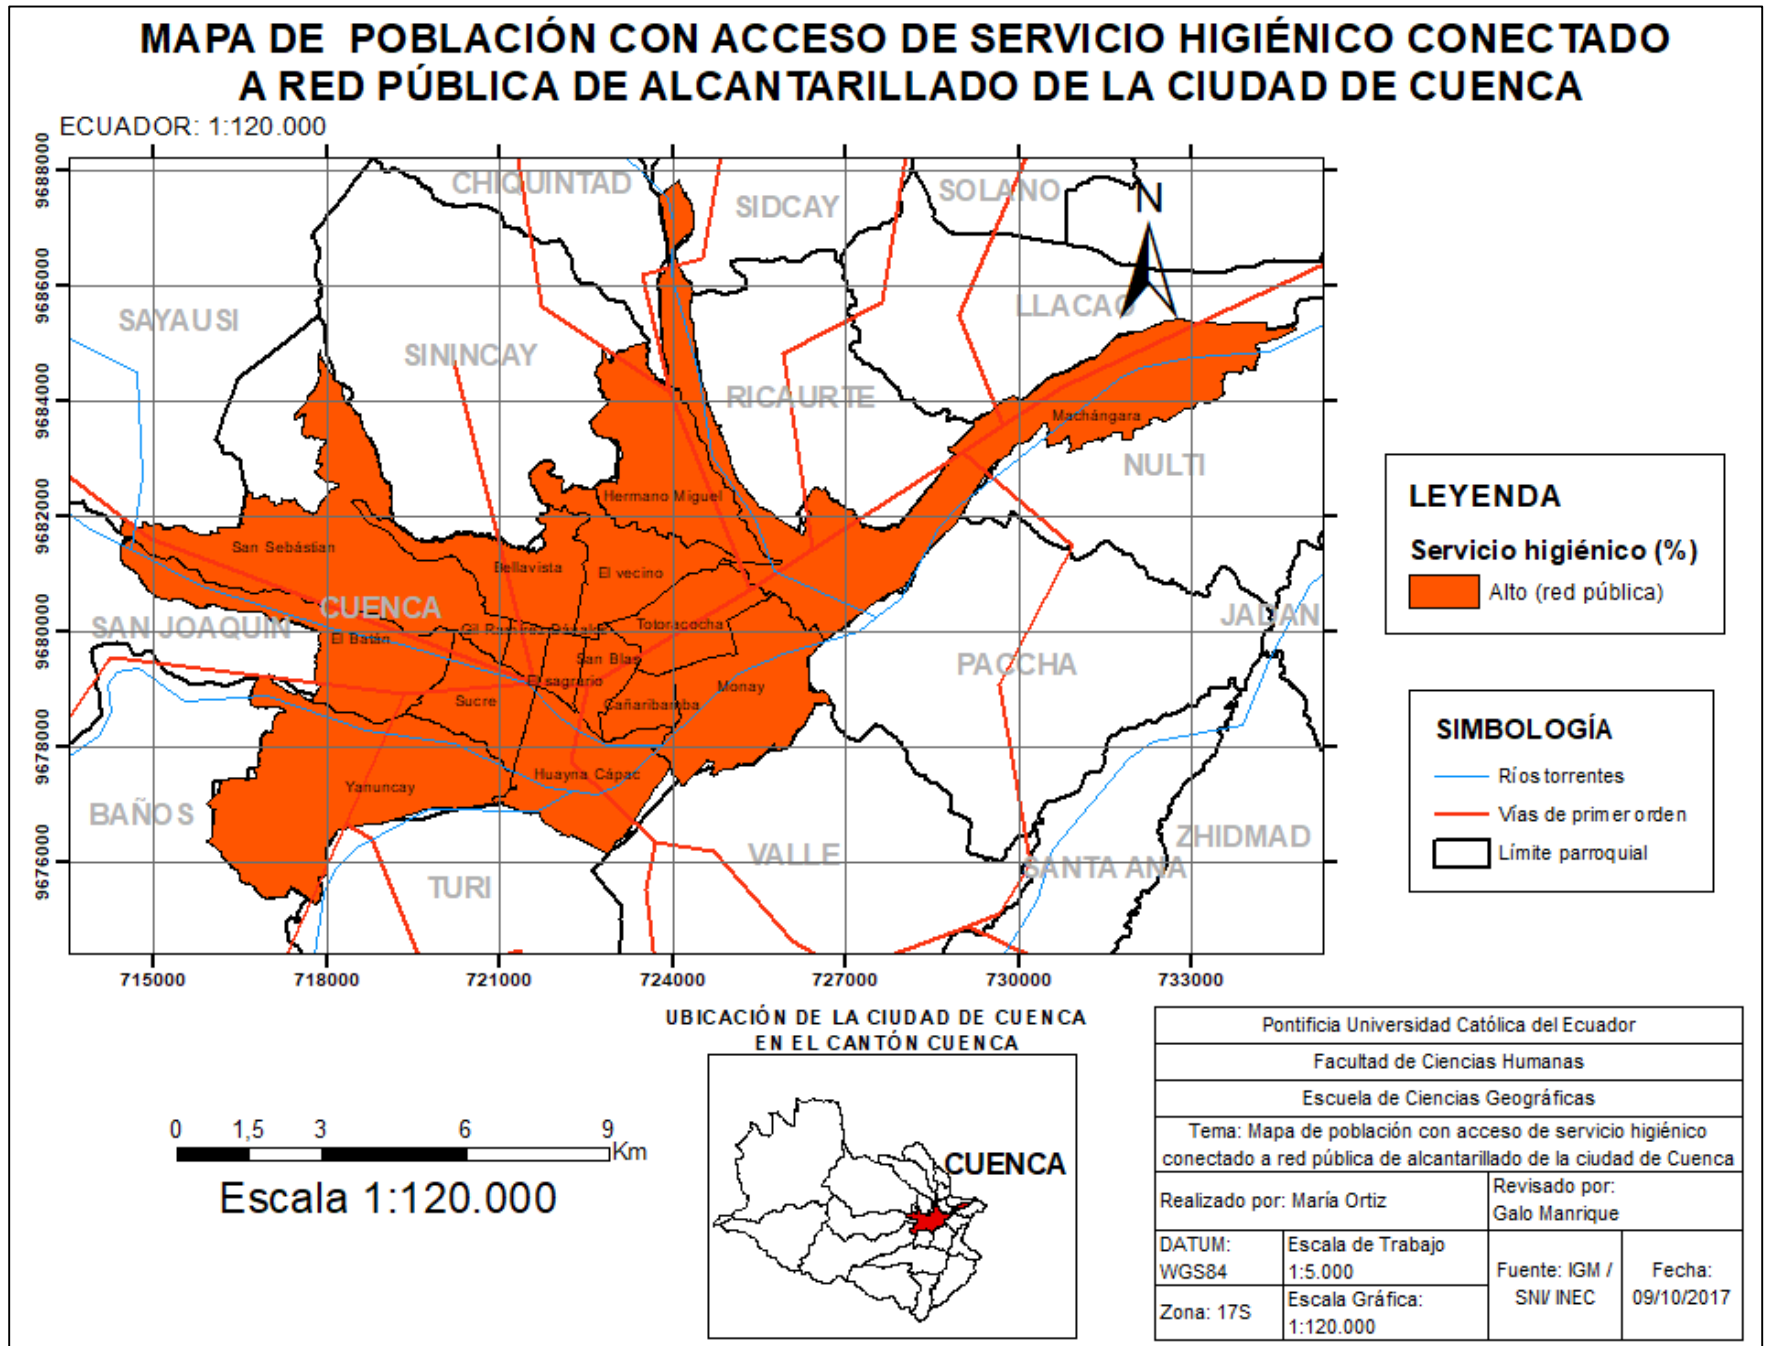 MAPA DE POBLACIÓN CON ACCESO DE SERVICIO HIGIÉNICO CONECTADO
A RED PÚBLICA DE ALCANTARILLADO DE LA CIUDAD DE CUENCA
ECUADOR: 1:120.000
9688000
9686000
9684000
9682000
9680000
9678000
9676000
CHIQUINTAD
SIDCAY
SOLANO
N
SAYAUSI
SININCAY
LLACAO
RICAURTE
Machángara
NULTI
Hermano Miguel
San Sebástian
Bellavista
El vecino
CUENCA
SAN JOAQUIN
El Batán
Gil Ramirez Dávalos
Totoracocha
JADAN
San Blas
PACCHA
El sagrario
Monay
Sucre
Cañaribamba
Huayna Cápac
Yanuncay
BAÑOS
VALLE
ZHIDMAD
SANTA ANA
TURI
715000
718000
721000
724000
727000
730000
733000
LEYENDA
Servicio higiénico (%)
Alto (red pública)
SIMBOLOGÍA
Ríos torrentes
Vías de primer orden
Límite parroquial
UBICACIÓN DE LA CIUDAD DE CUENCA
EN EL CANTÓN CUENCA
CUENCA
0 1,5 3 6 9
Km
Escala 1:120.000
Pontificia Universidad Católica del Ecuador
Facultad de Ciencias Humanas
Escuela de Ciencias Geográficas
Tema: Mapa de población con acceso de servicio higiénico
conectado a red pública de alcantarillado de la ciudad de Cuenca
Realizado por: María Ortiz
Revisado por:
Galo Manrique
DATUM:
WGS84
Escala de Trabajo
1:5.000
Zona: 17S
Escala Gráfica:
1:120.000
Fuente: IGM /
SNI/ INEC
Fecha:
09/10/2017